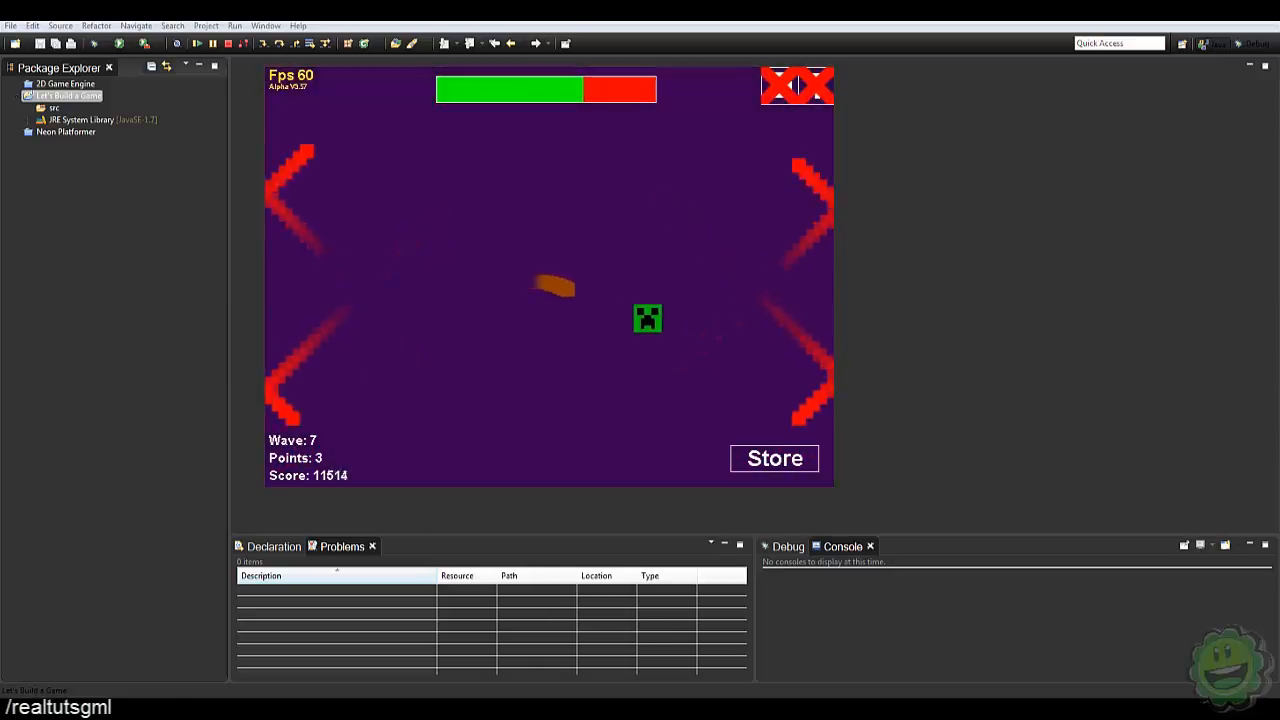 File Edit Source Refactor Navigate Search Project Run Window Help
Quick Access
Java
Debug
Package Explorer
2D Game Engine
Let's Build a Game
src
JRE System Library [JavaSE-1.7]
Neon Platformer
Fps 60
Alpha V3.57
Wave: 7
Points: 3
Score: 11514
Store
Declaration Problems
0 items
Description Resource Path Location Type
Debug Console
No consoles to display at this time.
Let's Build a Game
/realtutsgml